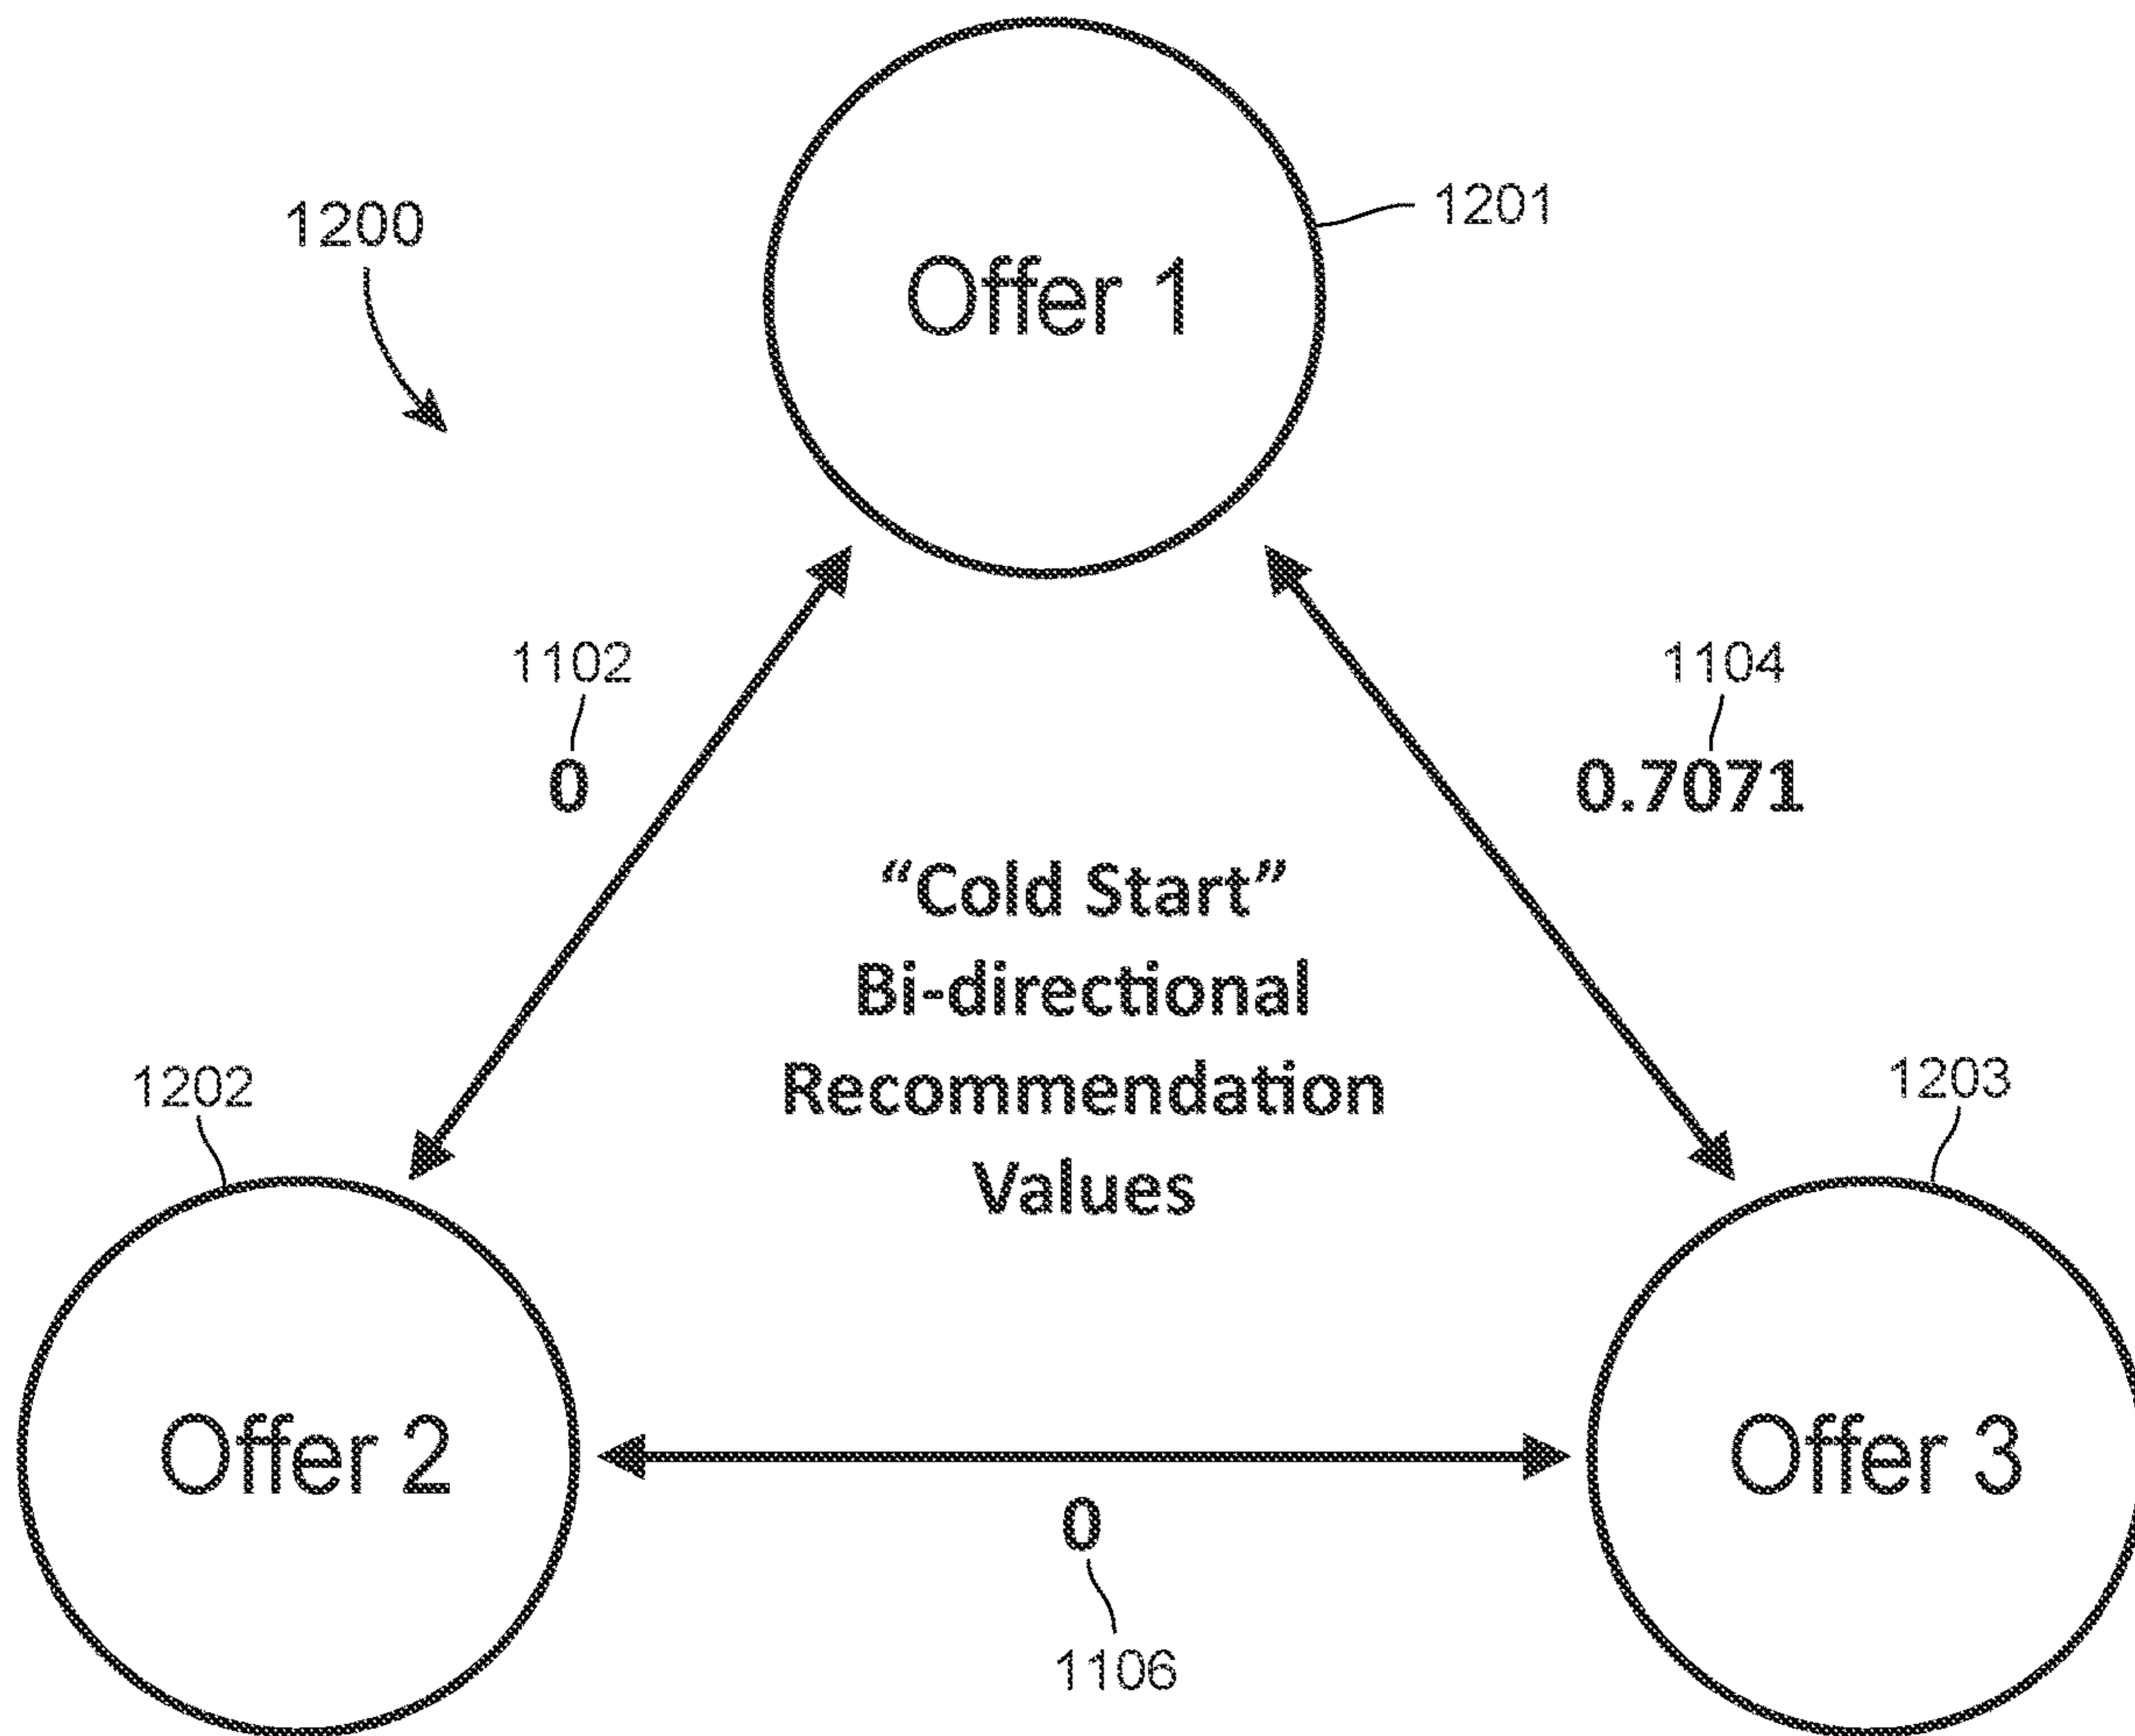 1200
Offer 1
1201
1102
0
1104
0.7071
“Cold Start”
Bi-directional
Recommendation
Values
1202
1203
Offer 2
Offer 3
0
1106